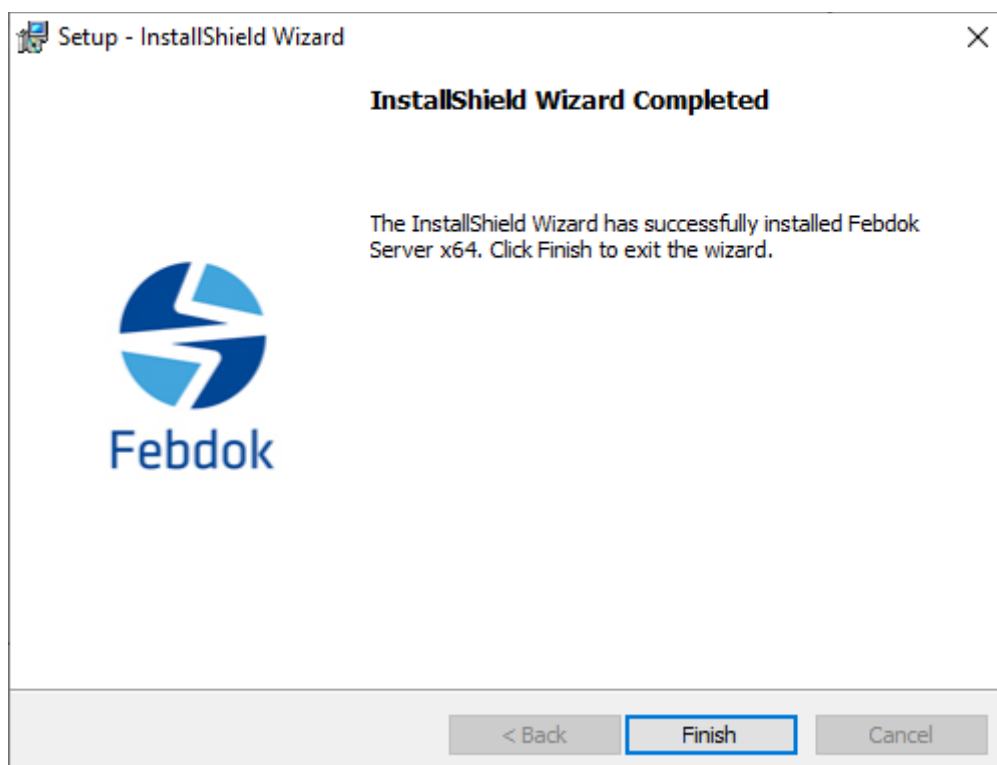 Setup - InstallShield Wizard
InstallShield Wizard Completed
The InstallShield Wizard has successfully installed Febdok
Server x64. Click Finish to exit the wizard.
Febdok
< Back
Finish
Cancel